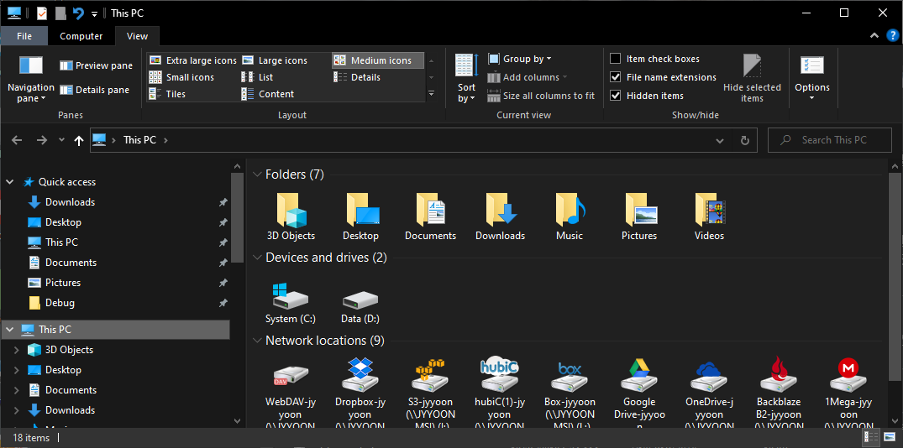 This PC
File Computer View
Navigation pane
Preview pane
Details pane
Panes
Extra large icons Large icons Medium icons
Small icons List Details
Tiles Content
Layout
Sort by
Group by
Add columns
Size all columns to fit
Current view
Item check boxes
File name extensions
Hidden items
Hide selected items
Show/hide
Options
This PC
Search This PC
Quick access
Downloads
Desktop
This PC
Documents
Pictures
Debug
This PC
3D Objects
Desktop
Documents
Downloads
Folders (7)
3D Objects Desktop Documents Downloads Music Pictures Videos
Devices and drives (2)
System (C:) Data (D:)
Network locations (9)
DAV
hubiC
box
WebDAV-jyyoon
Dropbox-jyyoon
S3-jyyoon (\\JYYOON
hubiC(1)-jyyoon
Box-jyyoon (\\JYYOON
Google Drive-jyyoon
OneDrive-jyyoon
Backblaze B2-jyyoon
1Mega-jyyoon
18 items